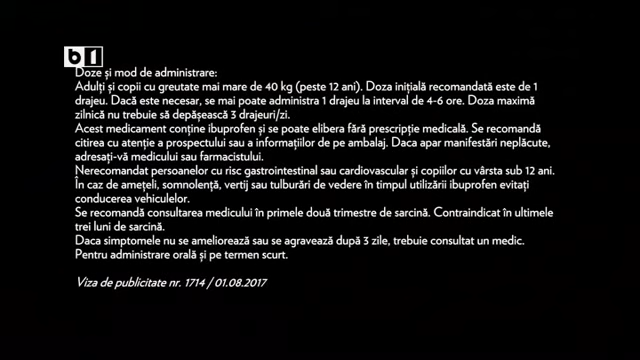 b1
Doze și mod de administrare:
Adulți și copii cu greutate mai mare de 40 kg (peste 12 ani). Doza inițială recomandată este de 1
drajeu. Dacă este necesar, se mai poate administra 1 drajeu la interval de 4-6 ore. Doza maximă
zilnică nu trebuie să depășească 3 drajeuri/zi.
Acest medicament conține ibuprofen și se poate elibera fără prescripție medicală. Se recomandă
citirea cu atenție a prospectului sau a informațiilor de pe ambalaj. Daca apar manifestări neplăcute,
adresați-vă medicului sau farmacistului.
Nerecomandat persoanelor cu risc gastrointestinal sau cardiovascular și copiilor cu vârsta sub 12 ani.
În caz de amețeli, somnolență, vertij sau tulburări de vedere în timpul utilizării ibuprofen evitați
conducerea vehiculelor.
Se recomandă consultarea medicului în primele două trimestre de sarcină. Contraindicat în ultimele
trei luni de sarcină.
Daca simptomele nu se ameliorează sau se agravează după 3 zile, trebuie consultat un medic.
Pentru administrare orală și pe termen scurt.
Viza de publicitate nr. 1714 / 01.08.2017